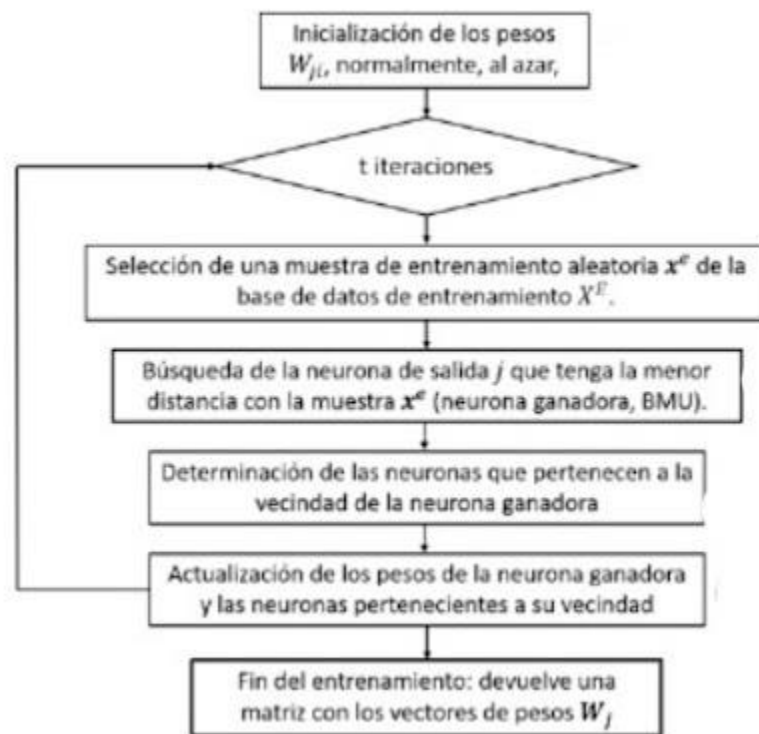 Inicialización de los pesos
W_{ji}, normalmente, al azar,
t iteraciones
Selección de una muestra de entrenamiento aleatoria x^e de la
base de datos de entrenamiento X^E.
Búsqueda de la neurona de salida j que tenga la menor
distancia con la muestra x^e (neurona ganadora, BMU).
Determinación de las neuronas que pertenecen a la
vecindad de la neurona ganadora
Actualización de los pesos de la neurona ganadora
y las neuronas pertenecientes a su vecindad
Fin del entrenamiento: devuelve una
matriz con los vectores de pesos W_j